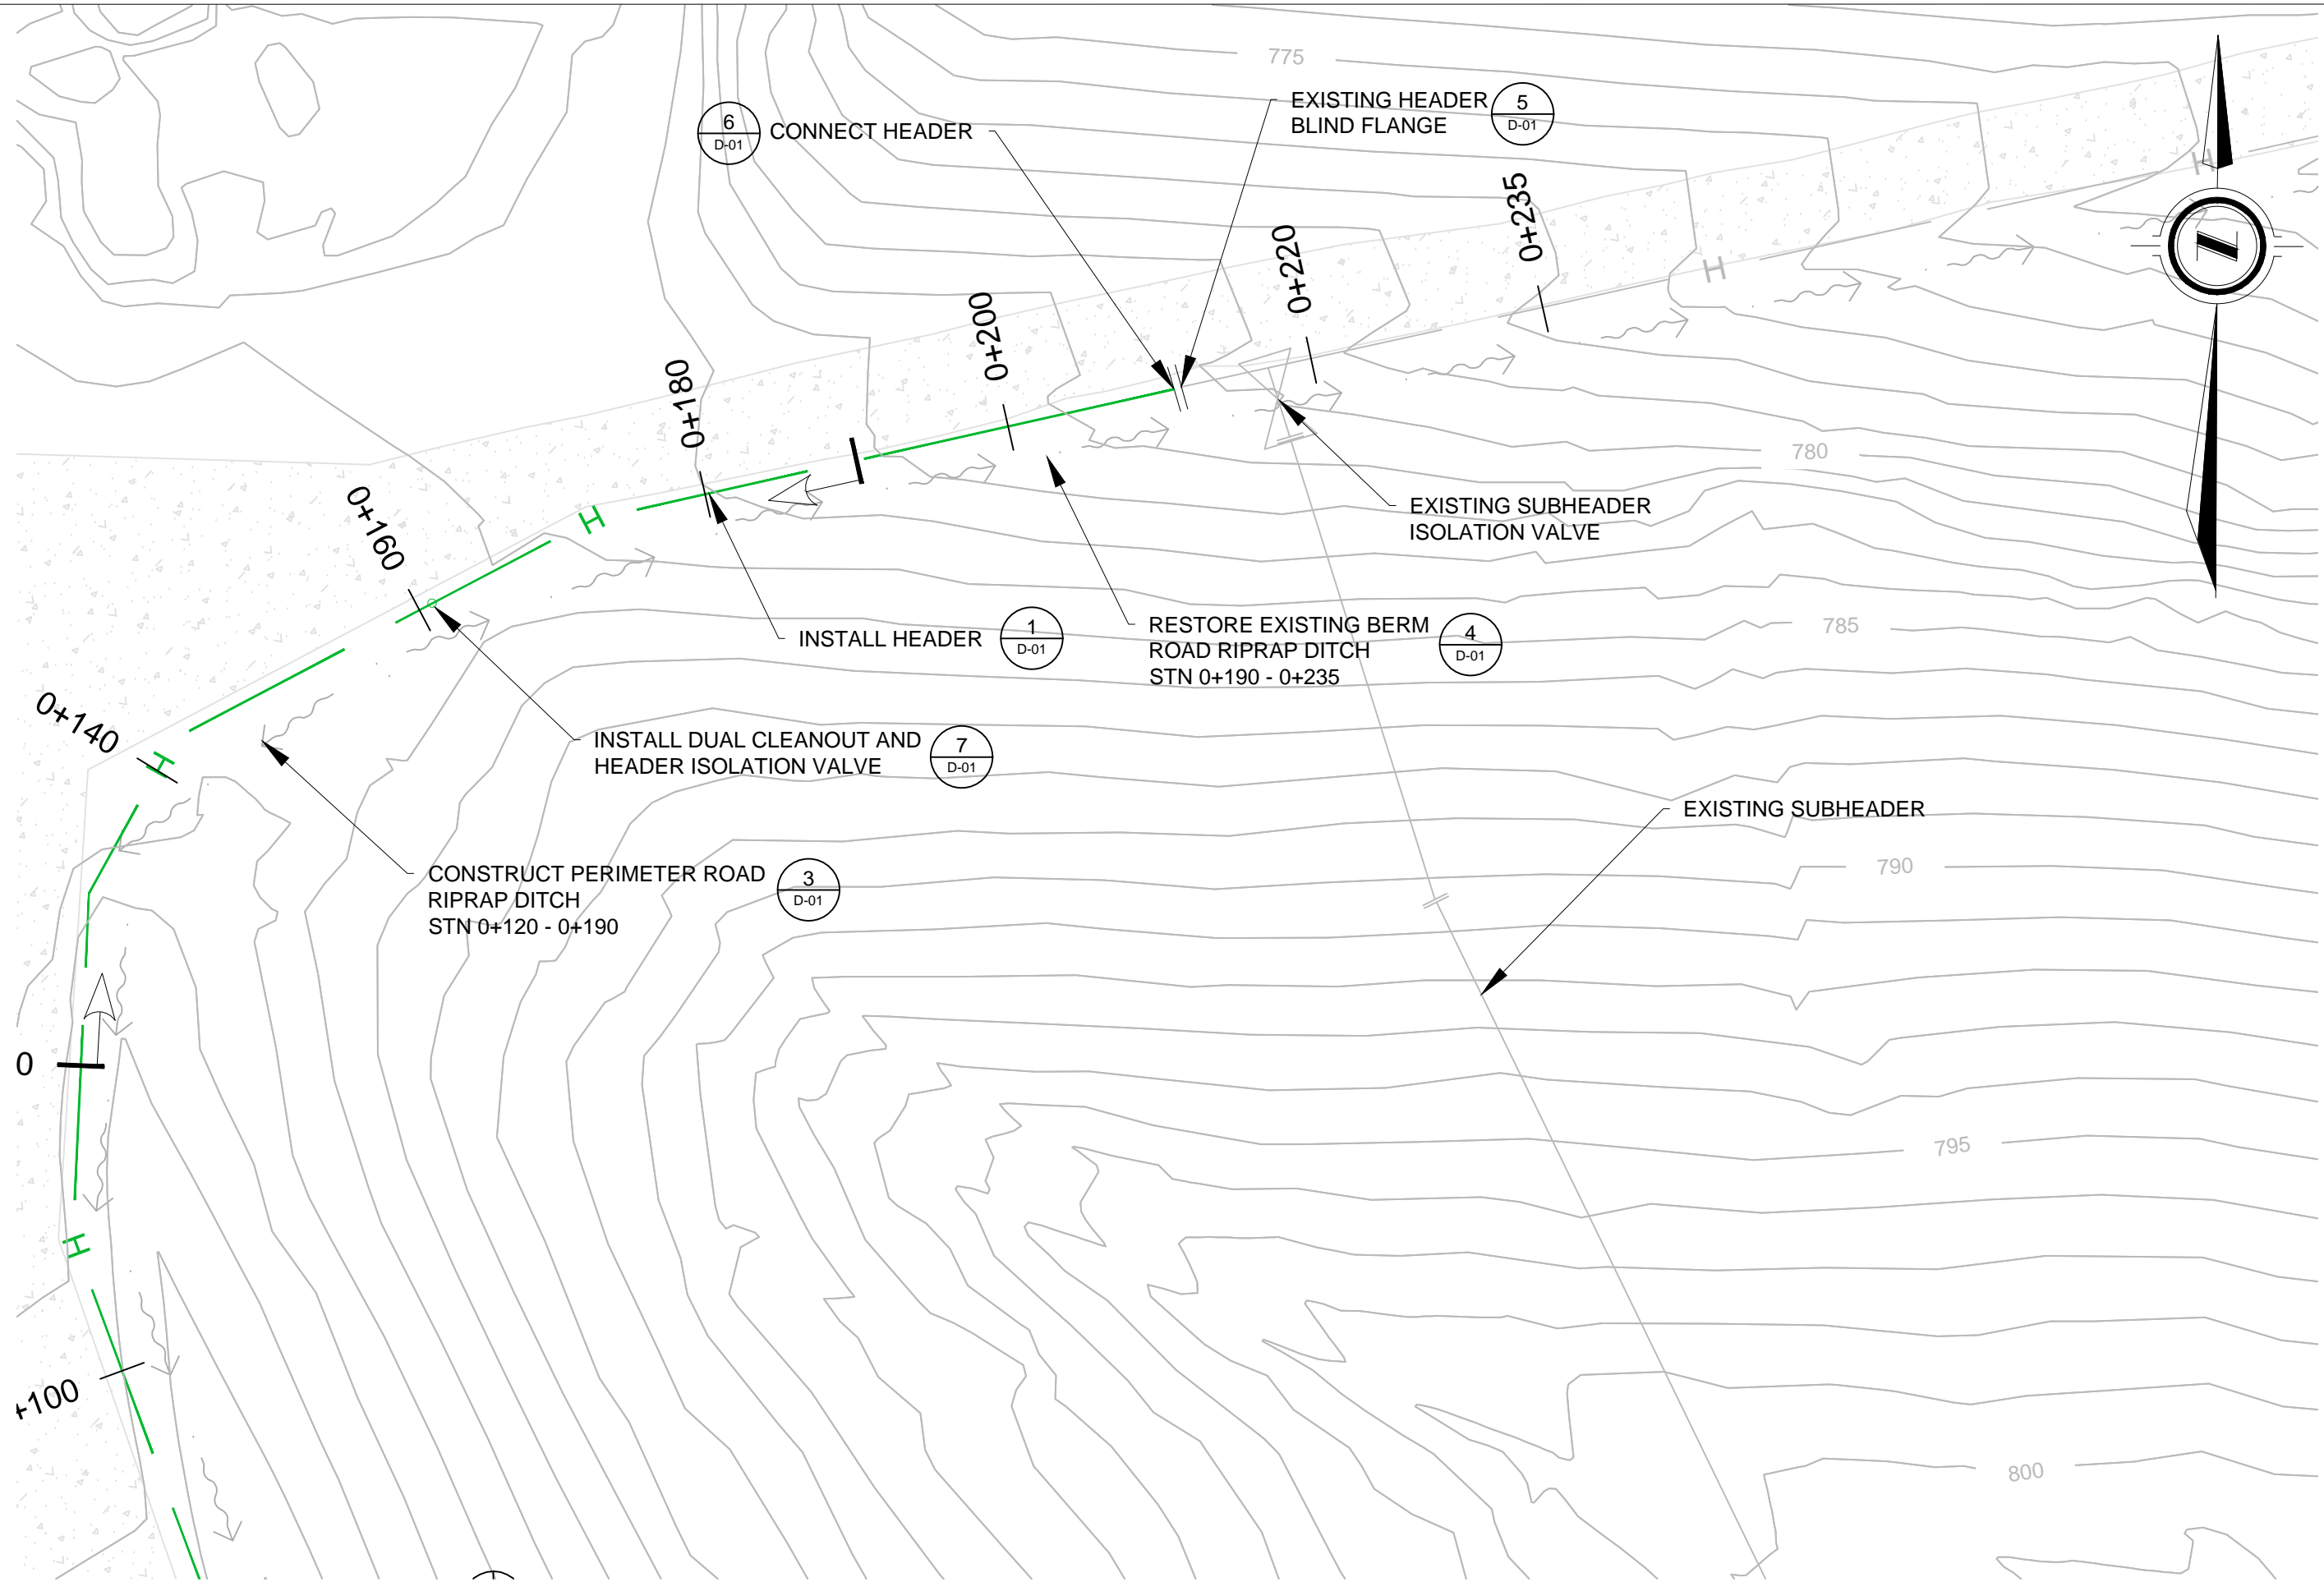 775
EXISTING HEADER
BLIND FLANGE
5
D-01
6
D-01
CONNECT HEADER
H
0+235
0+220
H
0+200
0+180
780
0+160
H
EXISTING SUBHEADER
ISOLATION VALVE
INSTALL HEADER
1
D-01
RESTORE EXISTING BERM
ROAD RIPRAP DITCH
STN 0+190 - 0+235
4
D-01
785
0+140
H
INSTALL DUAL CLEANOUT AND
HEADER ISOLATION VALVE
7
D-01
EXISTING SUBHEADER
CONSTRUCT PERIMETER ROAD
RIPRAP DITCH
STN 0+120 - 0+190
3
D-01
790
0
795
H
+100
800